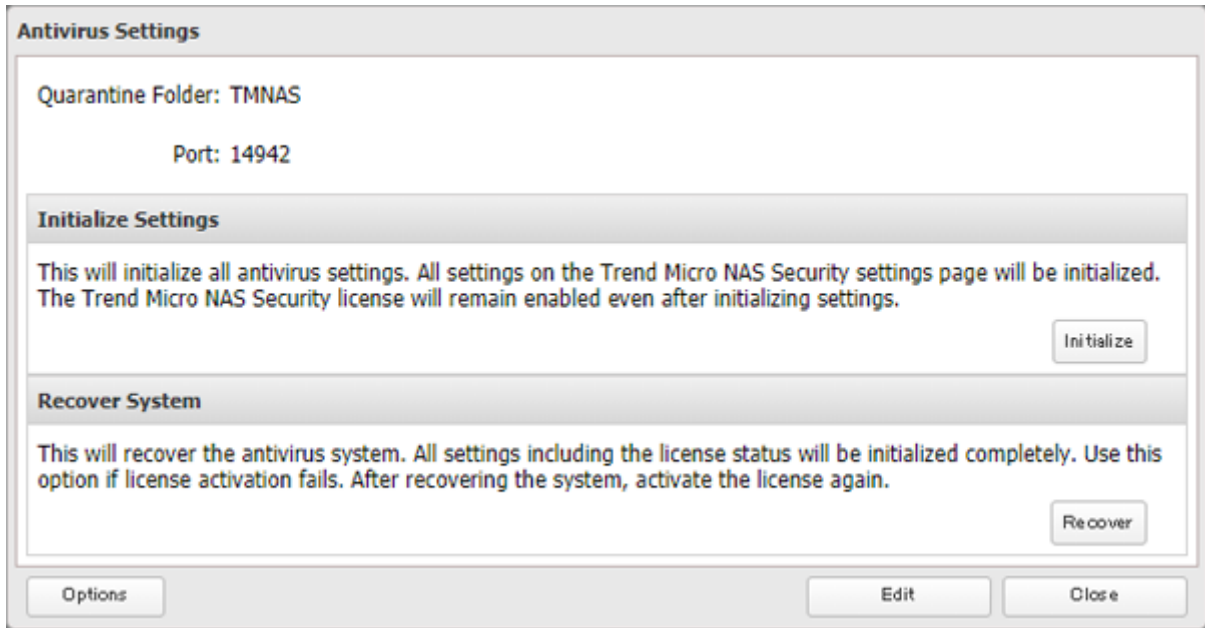 Antivirus Settings
Quarantine Folder: TMNAS
Port: 14942
Initialize Settings
This will initialize all antivirus settings. All settings on the Trend Micro NAS Security settings page will be initialized.
The Trend Micro NAS Security license will remain enabled even after initializing settings.
Initialize
Recover System
This will recover the antivirus system. All settings including the license status will be initialized completely. Use this
option if license activation fails. After recovering the system, activate the license again.
Recover
Options Edit Close